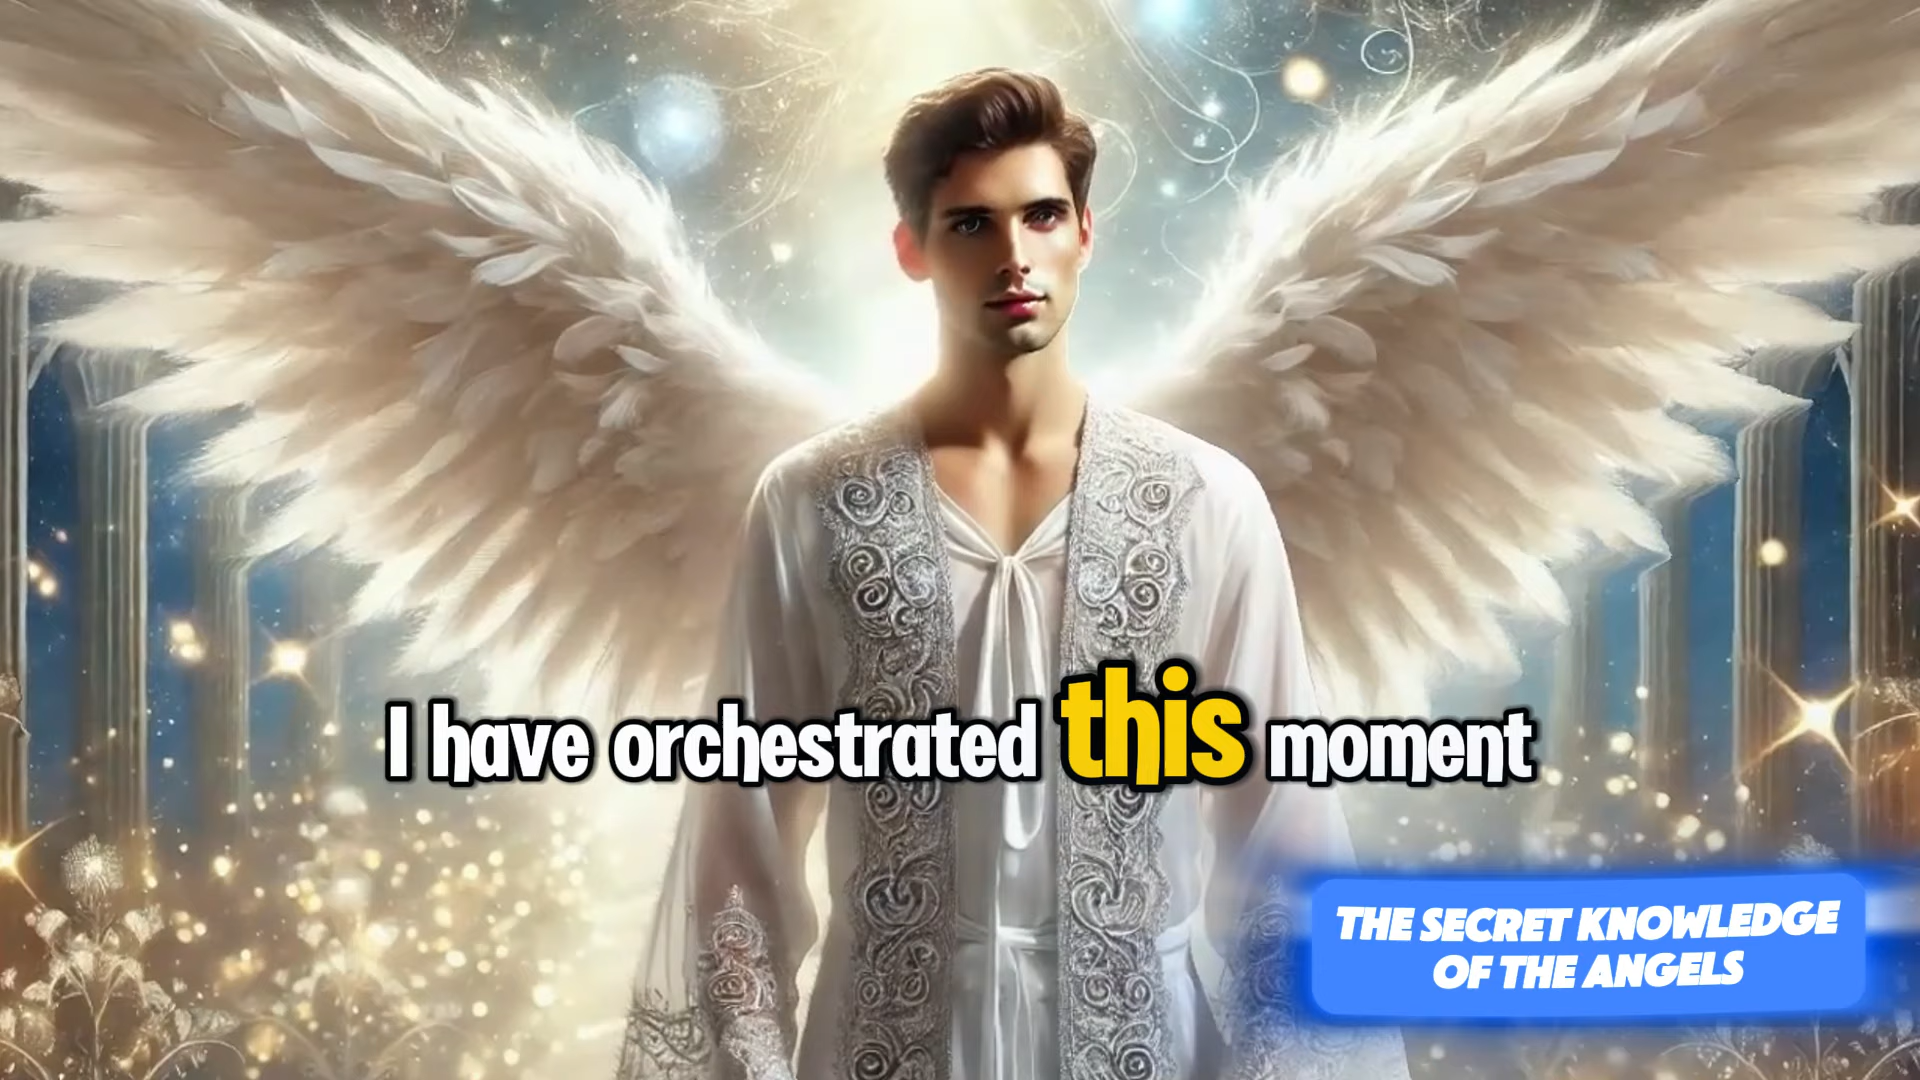 I have orchestrated this moment
THE SECRET KNOWLEDGE
OF THE ANGELS